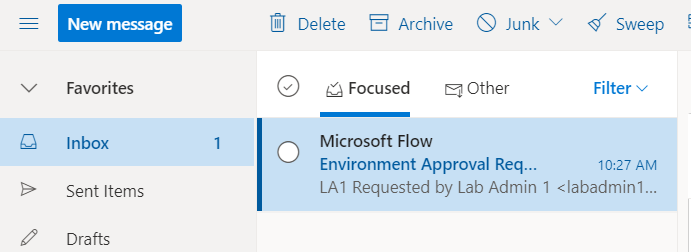 New message
Delete Archive Junk Sweep
Favorites
Focused Other Filter
Inbox 1
Microsoft Flow
Environment Approval Req... 10:27 AM
LA1 Requested by Lab Admin 1 <labadmin1...
Sent Items
Drafts